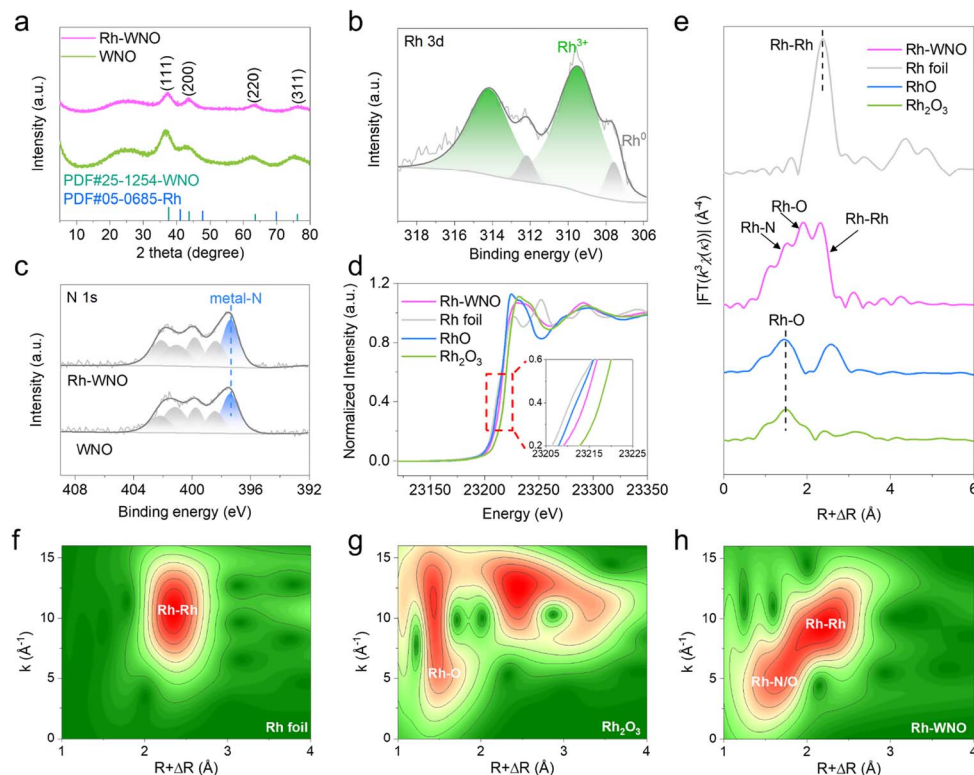 a
Rh-WNO
WNO
(111)
(200)
(220)
(311)
PDF#25-1254-WNO
PDF#05-0685-Rh
Intensity (a.u.)
10 20 30 40 50 60 70 80
2 theta (degree)
b
Rh 3d
Rh³⁺
Rh⁰
Intensity (a.u.)
318 316 314 312 310 308 306
Binding energy (eV)
c
N 1s
metal-N
Rh-WNO
WNO
Intensity (a.u.)
408 404 400 396 392
Binding energy (eV)
d
Rh-WNO
Rh foil
RhO
Rh₂O₃
Normalized Intensity (a.u.)
1.2
0.8
0.4
0.0
0.6
0.4
0.2
23205 23215 23225
23150 23200 23250 23300 23350
Energy (eV)
e
Rh-Rh
Rh-WNO
Rh foil
RhO
Rh₂O₃
Rh-O
Rh-N
Rh-Rh
Rh-O
|FT(k³χ(κ))| (Å⁻⁴)
0 2 4 6
R+ΔR (Å)
f
15
10
5
0
k (Å⁻¹)
Rh-Rh
Rh foil
1 2 3 4
R+ΔR (Å)
g
15
10
5
0
k (Å⁻¹)
Rh-O
Rh₂O₃
1 2 3 4
R+ΔR (Å)
h
15
10
5
0
k (Å⁻¹)
Rh-Rh
Rh-N/O
Rh-WNO
1 2 3 4
R+ΔR (Å)